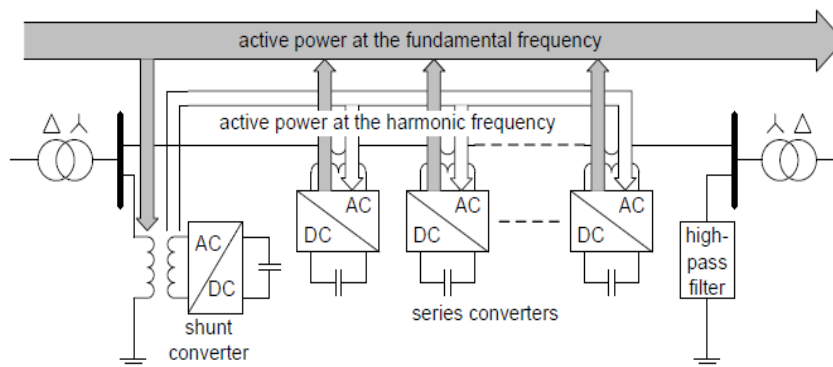 active power at the fundamental frequency
active power at the harmonic frequency
AC
DC
AC
DC
AC
DC
AC
DC
high-
pass
filter
shunt
converter
series converters